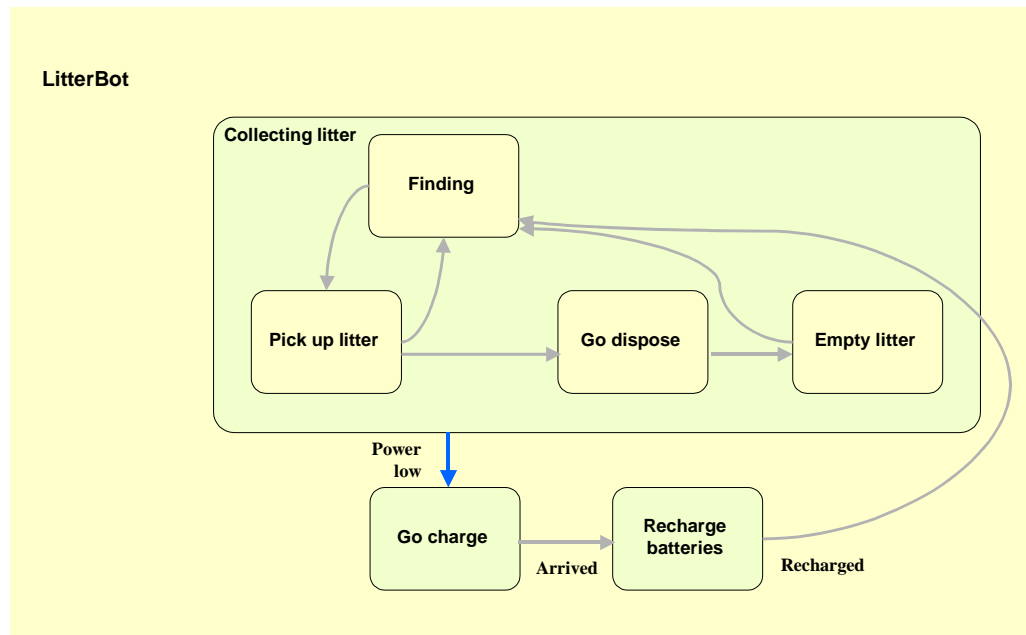 LitterBot
Collecting litter
Finding
Pick up litter
Go dispose
Empty litter
Power
low
Go charge
Arrived
Recharge
batteries
Recharged